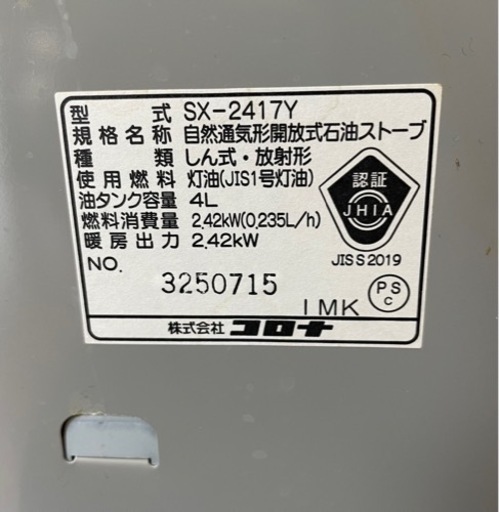 型式 SX-2417Y
規格名称 自然通気形開放式石油ストーブ
種類 しん式・放射形
使用燃料 灯油(JIS1号灯油)
油タンク容量 4L
燃料消費量 2.42kW(0.235L/h)
暖房出力 2.42kW
認証
JHIA
JIS S 2019
NO. 3250715
1MK
PS
C
株式会社 コロナ